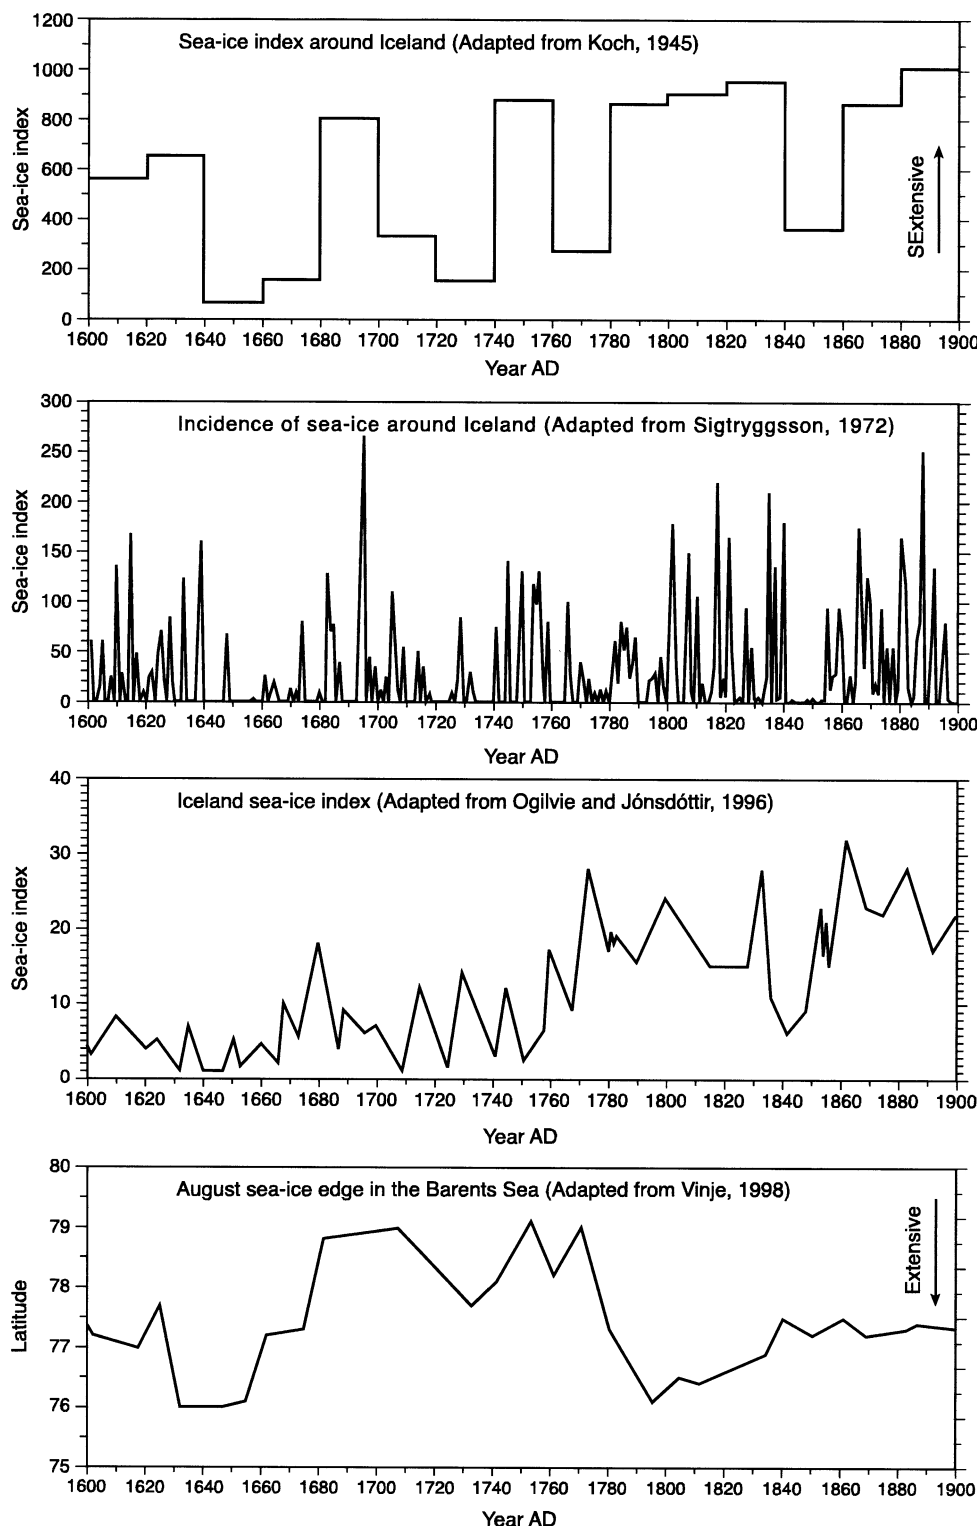 Sea-ice index around Iceland (Adapted from Koch, 1945)
Sea-ice index
1200
1000
800
600
400
200
0
SExtensive
1600 1620 1640 1660 1680 1700 1720 1740 1760 1780 1800 1820 1840 1860 1880 1900
Year AD
Incidence of sea-ice around Iceland (Adapted from Sigtryggsson, 1972)
Sea-ice index
300
250
200
150
100
50
0
1600 1620 1640 1660 1680 1700 1720 1740 1760 1780 1800 1820 1840 1860 1880 1900
Year AD
Iceland sea-ice index (Adapted from Ogilvie and Jónsdóttir, 1996)
Sea-ice index
40
30
20
10
0
1600 1620 1640 1660 1680 1700 1720 1740 1760 1780 1800 1820 1840 1860 1880 1900
Year AD
August sea-ice edge in the Barents Sea (Adapted from Vinje, 1998)
Latitude
80
79
78
77
76
75
Extensive
1600 1620 1640 1660 1680 1700 1720 1740 1760 1780 1800 1820 1840 1860 1880 1900
Year AD